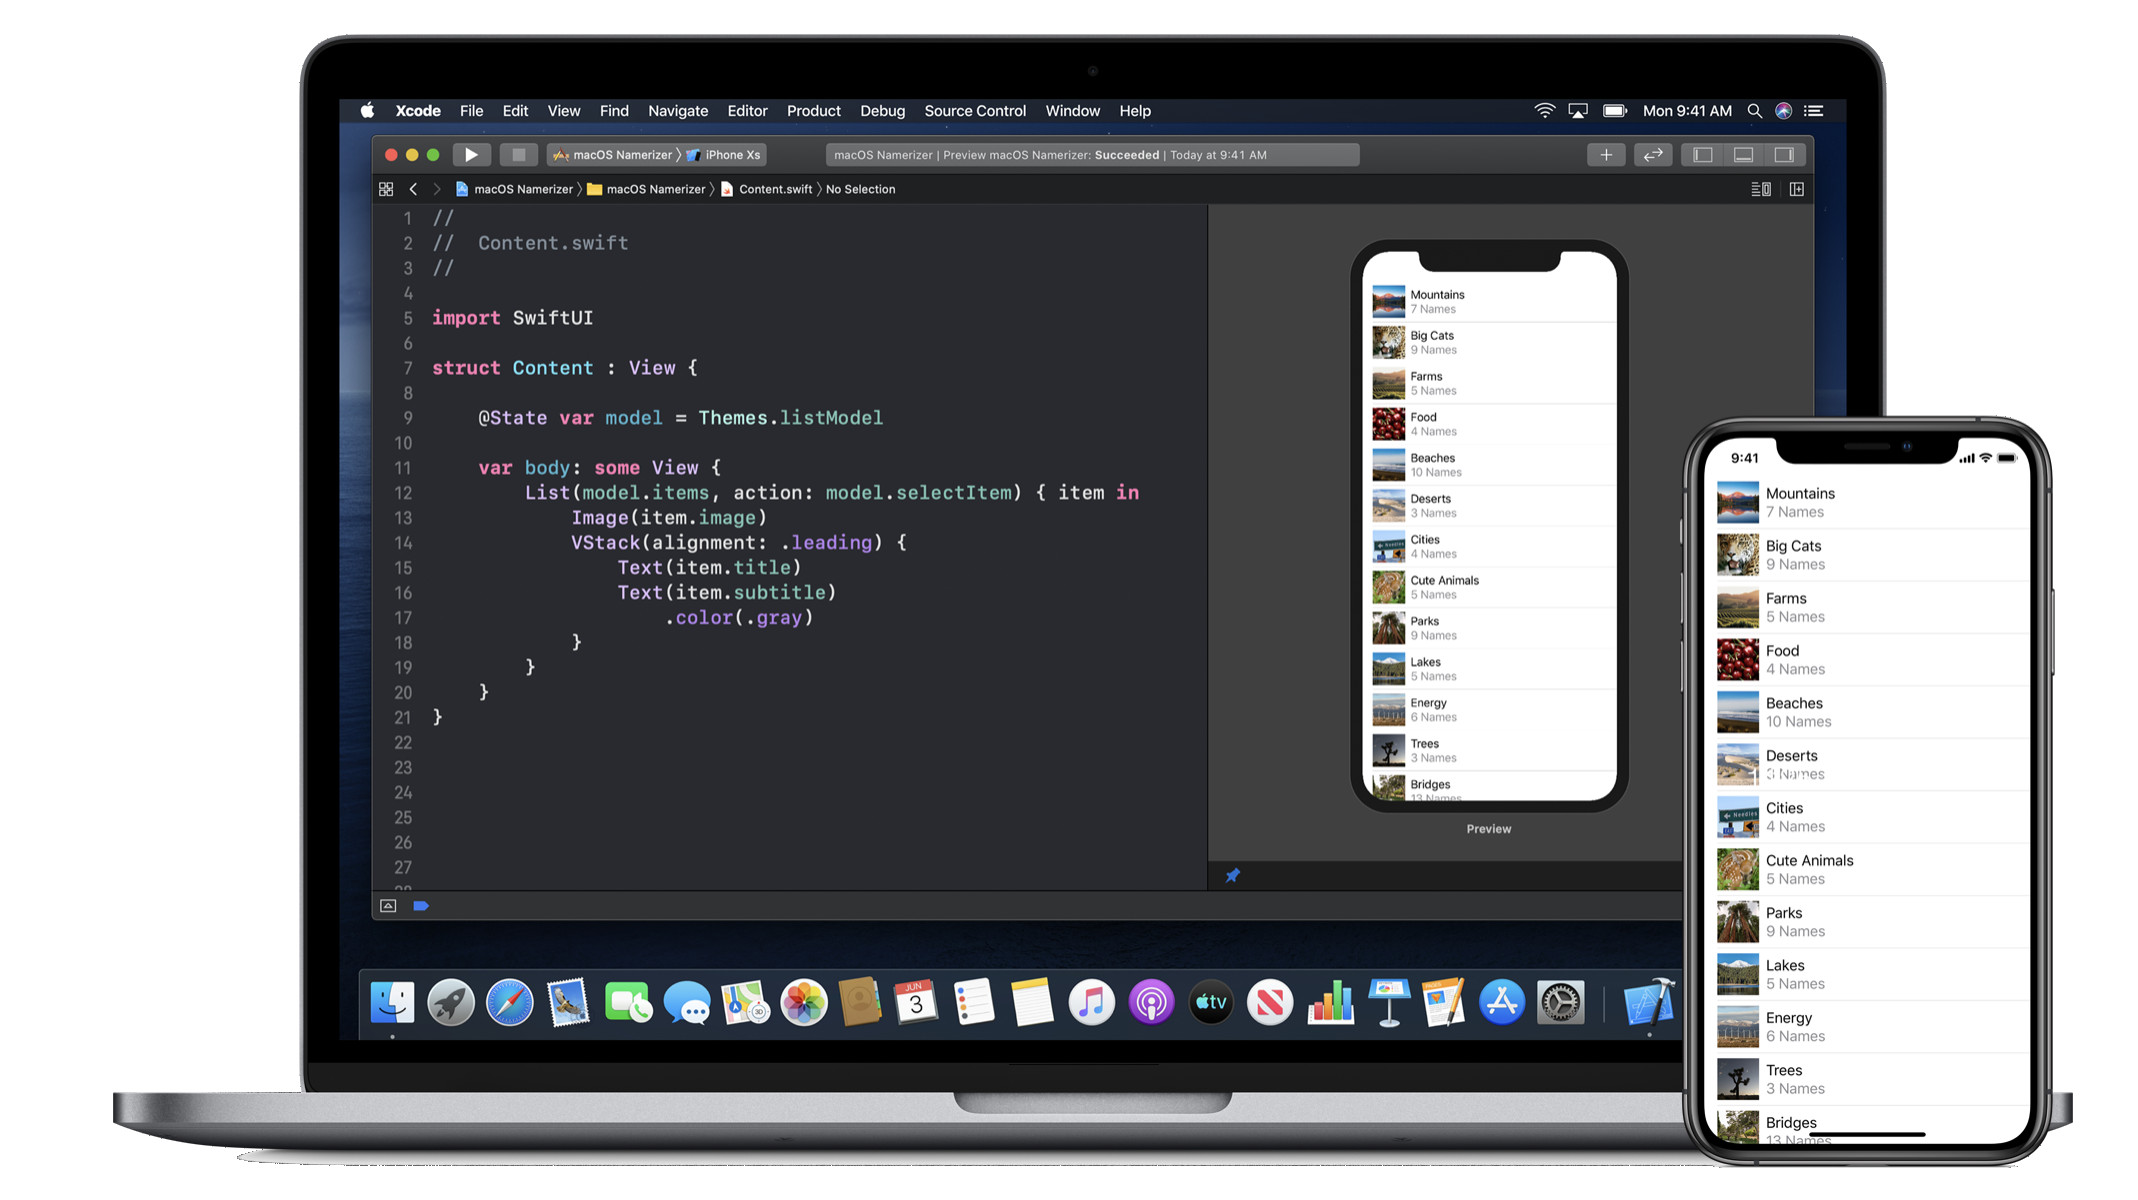 Xcode File Edit View Find Navigate Editor Product Debug Source Control Window Help
Mon 9:41 AM
macOS Namerizer 〉 iPhone Xs
macOS Namerizer | Preview macOS Namerizer: Succeeded | Today at 9:41 AM
macOS Namerizer 〉 macOS Namerizer 〉 Content.swift 〉 No Selection
1 //
2 //  Content.swift
3 //
4
5 import SwiftUI
6
7 struct Content : View {
8
9     @State var model = Themes.listModel
10
11     var body: some View {
12         List(model.items, action: model.selectItem) { item in
13             Image(item.image)
14             VStack(alignment: .leading) {
15                 Text(item.title)
16                 Text(item.subtitle)
17                     .color(.gray)
18             }
19         }
20     }
21 }
22
23
24
25
26
27
Mountains
7 Names
Big Cats
9 Names
Farms
5 Names
Food
4 Names
Beaches
10 Names
Deserts
3 Names
Cities
4 Names
Cute Animals
5 Names
Parks
9 Names
Lakes
5 Names
Energy
6 Names
Trees
3 Names
Bridges
13 Names
Preview
JUN
3
3D
PAGES
tv
9:41
Mountains
7 Names
Big Cats
9 Names
Farms
5 Names
Food
4 Names
Beaches
10 Names
Deserts
3 Names
Needles
Cities
4 Names
Cute Animals
5 Names
Parks
9 Names
Lakes
5 Names
Energy
6 Names
Trees
3 Names
Bridges
13 Names